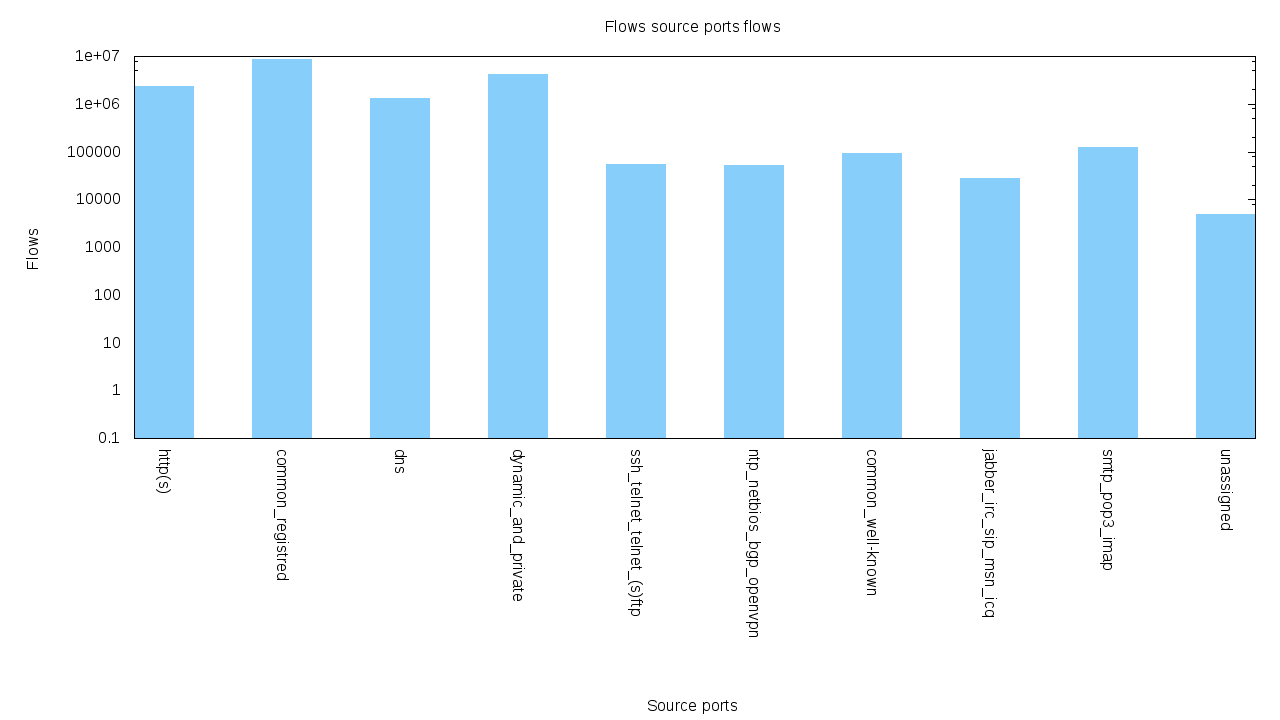 Flows source ports flows
1e+07
1e+06
100000
10000
1000
100
10
1
0.1
Flows
http(s)
common_registred
dns
dynamic_and_private
ssh_telnet_telnet_(s)ftp
ntp_netbios_bgp_openvpn
common_well-known
jabber_irc_sip_msn_icq
smtp_pop3_imap
unassigned
Source ports